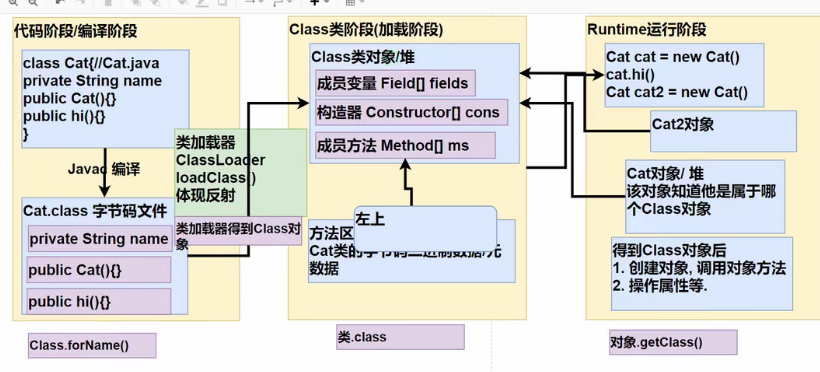 代码阶段/编译阶段
class Cat{//Cat.java
private String name
public Cat(){}
public hi(){}
}
Javac 编译
Cat.class 字节码文件
private String name
public Cat(){}
public hi(){}
Class.forName()
类加载器
ClassLoader
loadClass()
体现反射
类加载器得到Class对
象
Class类阶段(加载阶段)
Class类对象/堆
成员变量 Field[] fields
构造器 Constructor[] cons
成员方法 Method[] ms
左上
方法区
Cat类的字节码二进制数据/元
数据
类.class
Runtime运行阶段
Cat cat = new Cat()
cat.hi()
Cat cat2 = new Cat()
Cat2对象
Cat对象/ 堆
该对象知道他是属于哪
个Class对象
得到Class对象后
1. 创建对象, 调用对象方法
2. 操作属性等.
对象.getClass()